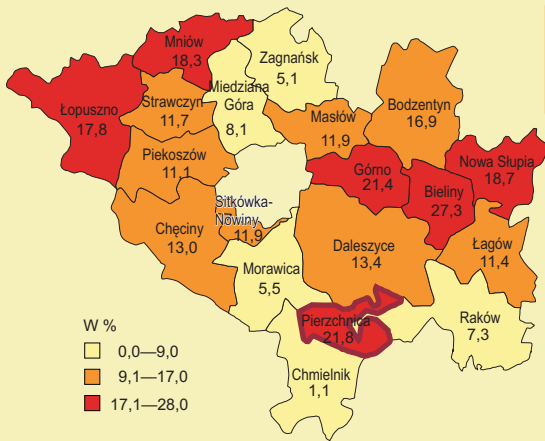 Mniów
18,3
Zagnańsk
5,1
Łopuszno
17,8
Strawczyn
11,7
Miedziana
Góra
8,1
Masłów
11,9
Bodzentyn
16,9
Piekoszów
11,1
Górno
21,4
Bieliny
27,3
Nowa Słupia
18,7
Chęciny
13,0
Sitkówka-
Nowiny
11,9
Daleszyce
13,4
Łagów
11,4
Morawica
5,5
Pierzchnica
21,8
Raków
7,3
Chmielnik
1,1
W %
0,0—9,0
9,1—17,0
17,1—28,0